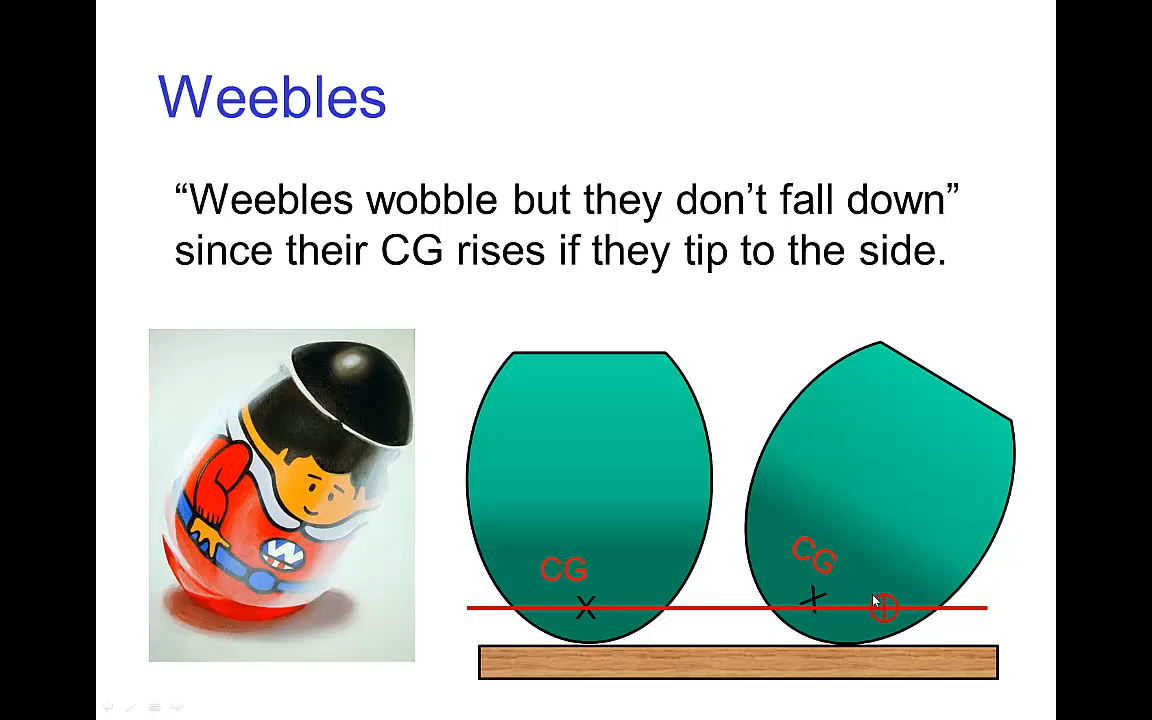 Weebles
“Weebles wobble but they don’t fall down”
since their CG rises if they tip to the side.
W
CG
X
CG
X